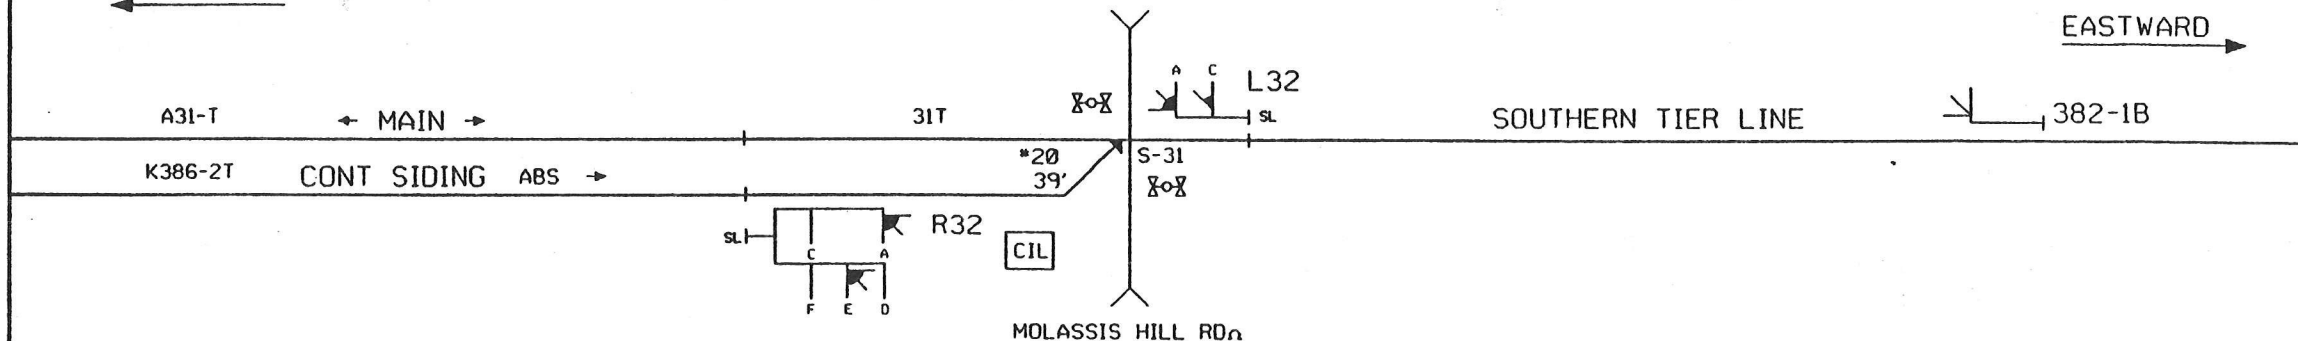 EASTWARD
A C L32
SL
A31-T MAIN 31T SOUTHERN TIER LINE 382-1B
#20 S-31
39'
K386-2T CONT SIDING ABS
R32
SL
C A CIL
F E D
MOLASSIS HILL RD